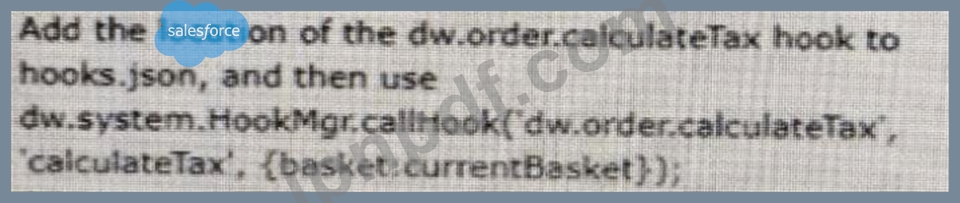 Add the salesforce on of the dw.order.calculateTax hook to
hooks.json, and then use
dw.system.HookMgr.callHook('dw.order.calculateTax',
'calculateTax', {basket:currentBasket});